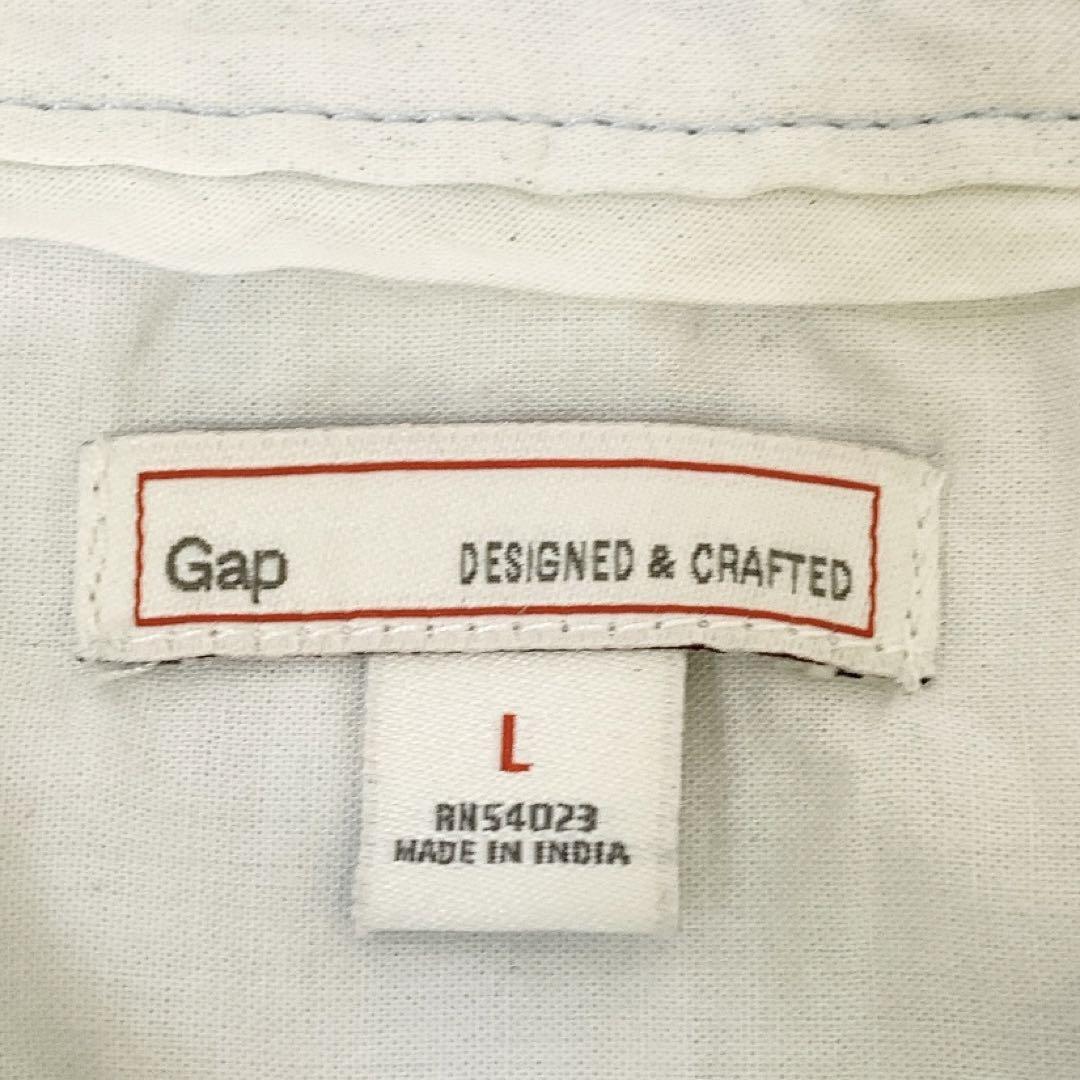 Gap DESIGNED & CRAFTED
L
RN54023
MADE IN INDIA